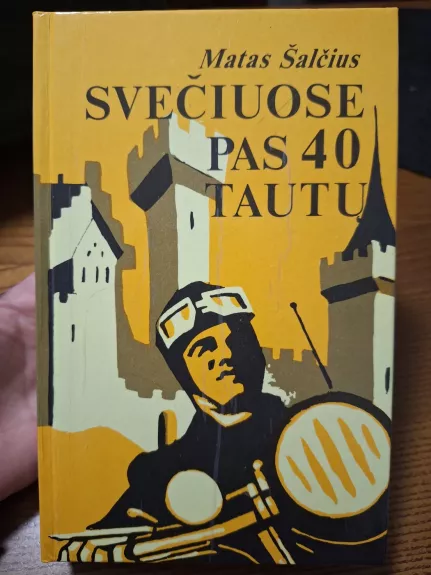 Matas Šalčius
SVEČIUOSE
PAS 40
TAUTŲ